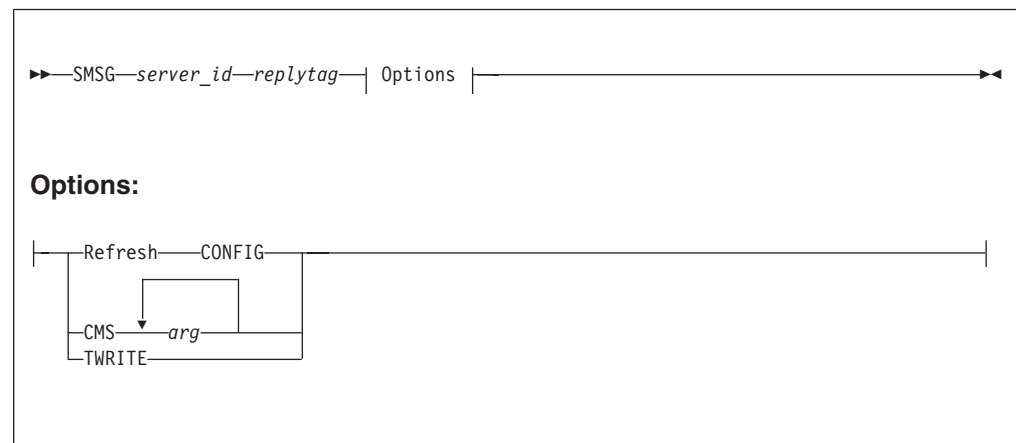 SMSG server_id replytag Options
Options:
Refresh CONFIG
CMS arg
TWRITE